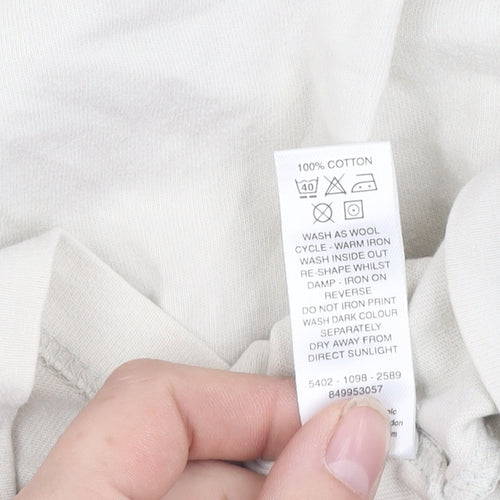 100% COTTON
40
WASH AS WOOL
CYCLE - WARM IRON
WASH INSIDE OUT
RE-SHAPE WHILST
DAMP - IRON ON
REVERSE
DO NOT IRON PRINT
WASH DARK COLOUR
SEPARATELY
DRY AWAY FROM
DIRECT SUNLIGHT
5402 - 1098 - 2589
849953057